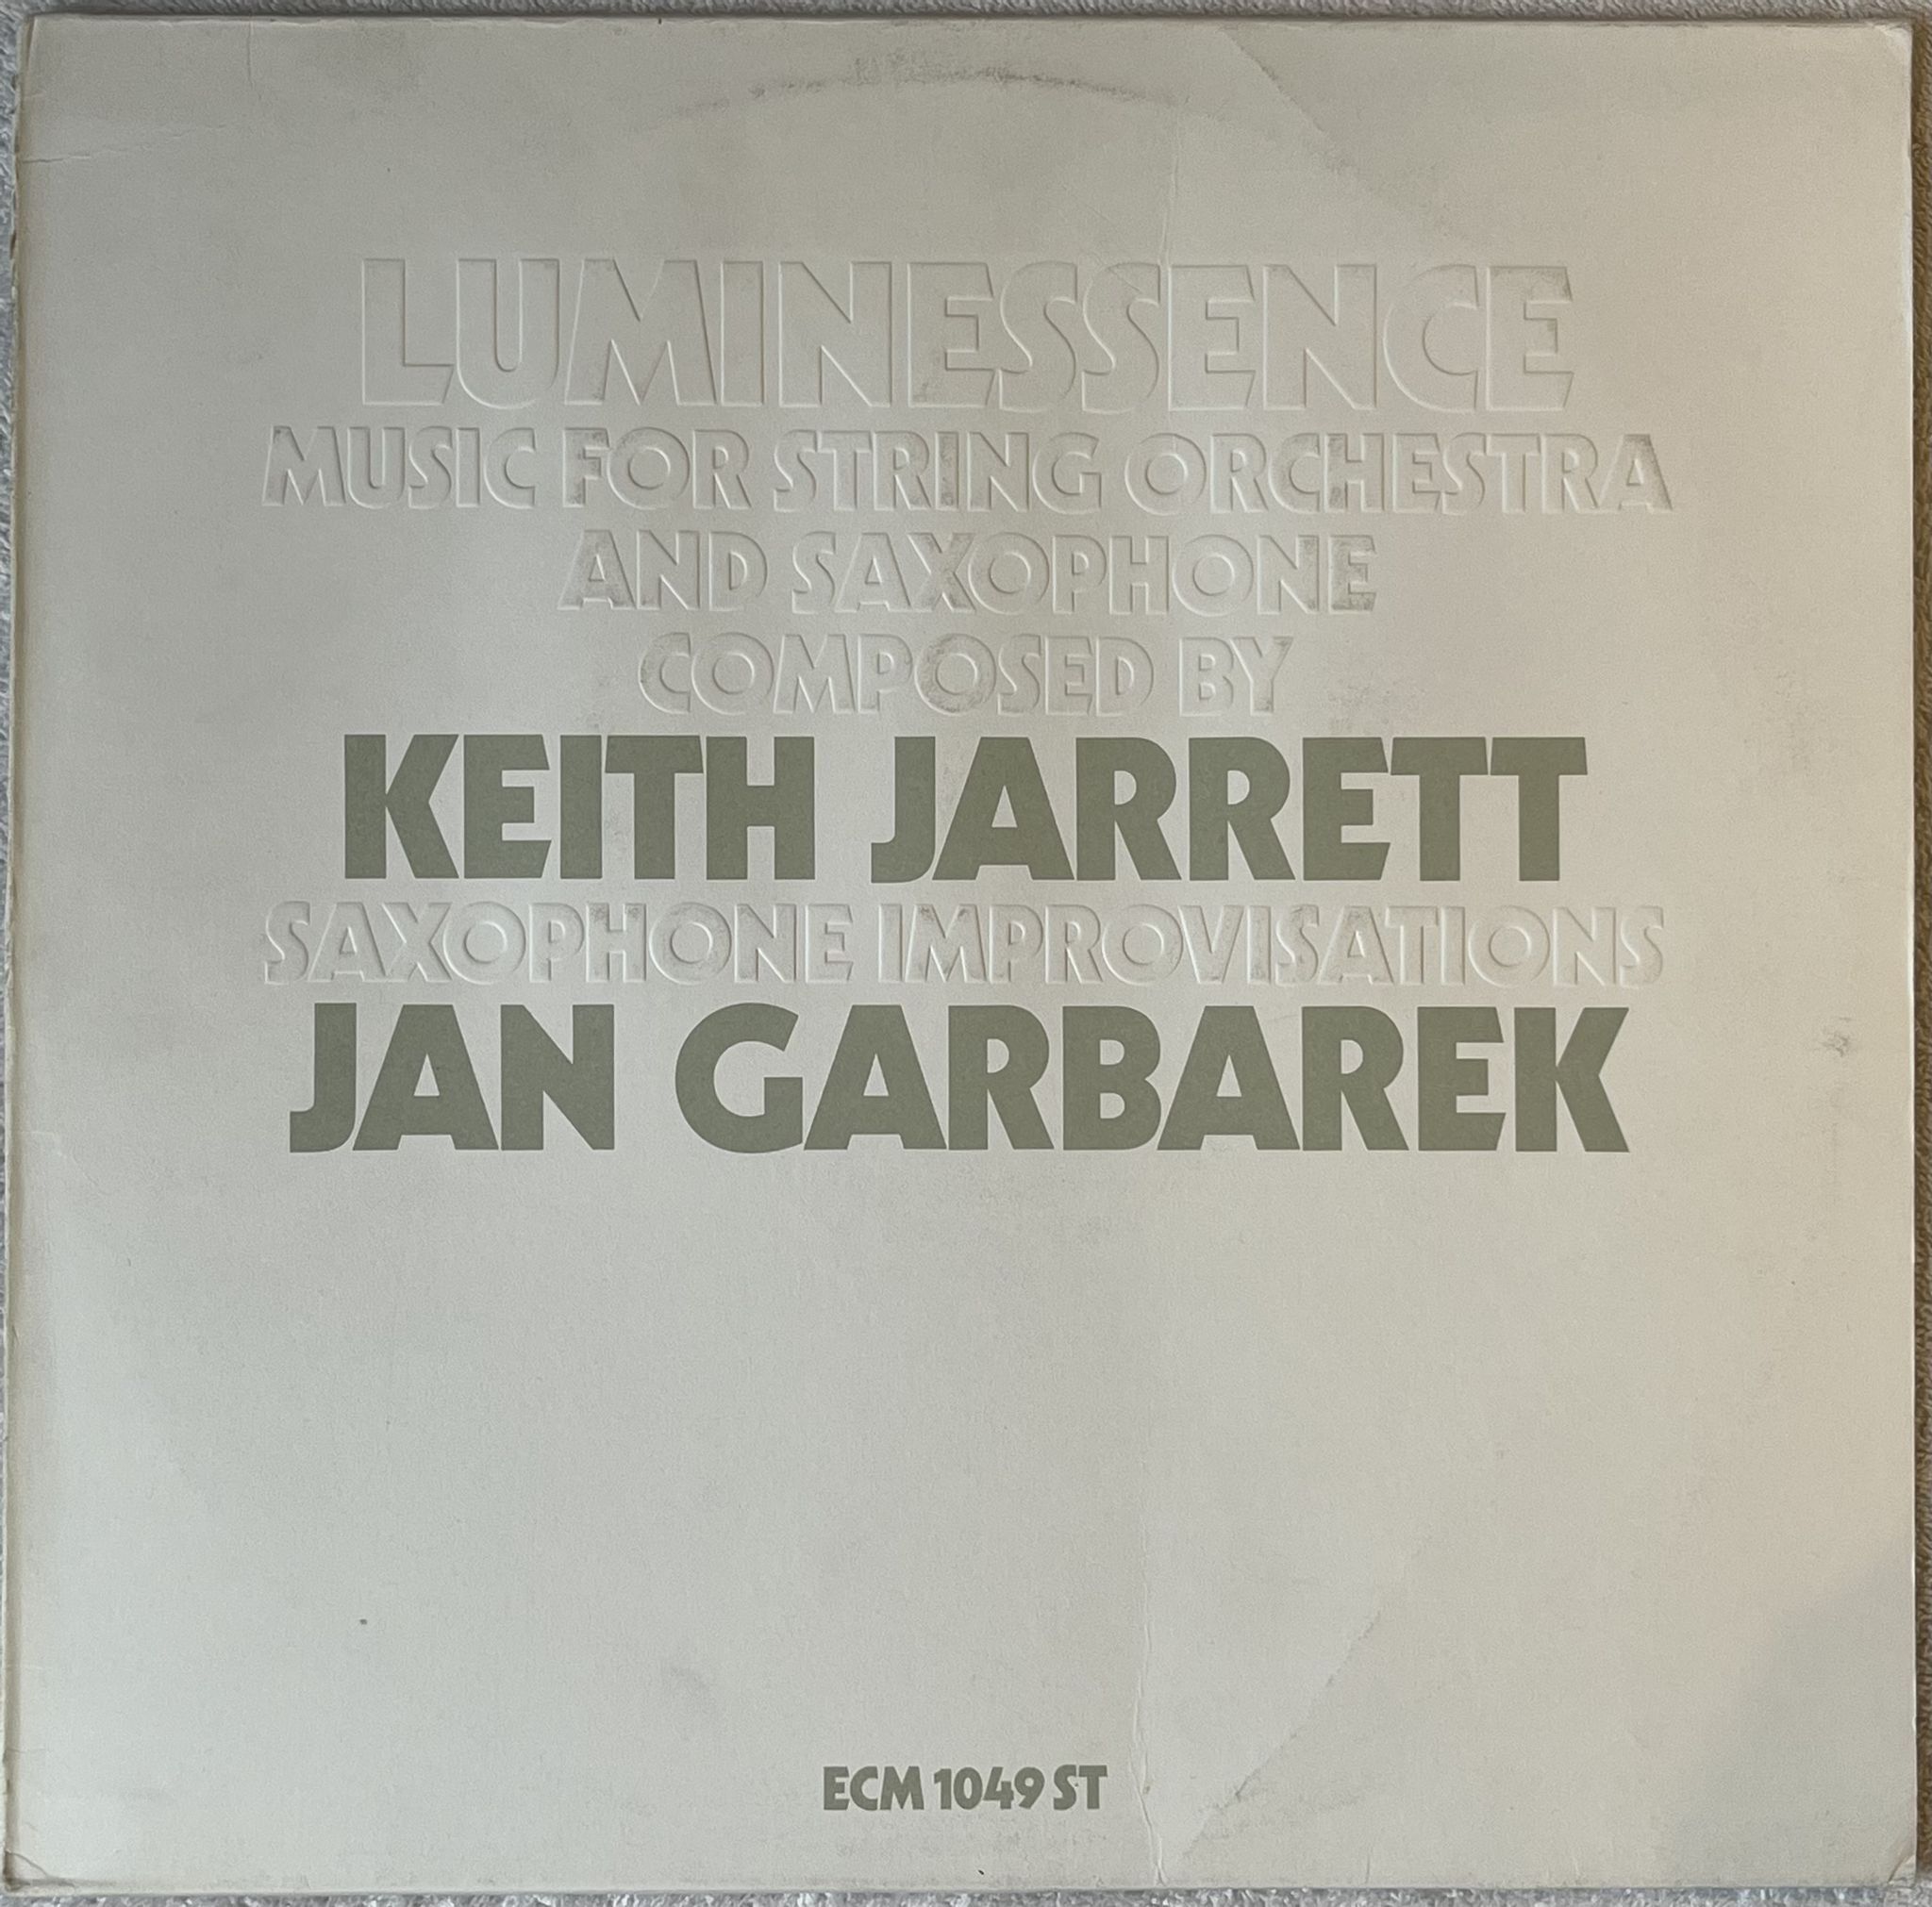 LUMINESSENCE
MUSIC FOR STRING ORCHESTRA
AND SAXOPHONE
COMPOSED BY
KEITH JARRETT
SAXOPHONE IMPROVISATIONS
JAN GARBAREK
ECM 1049 ST